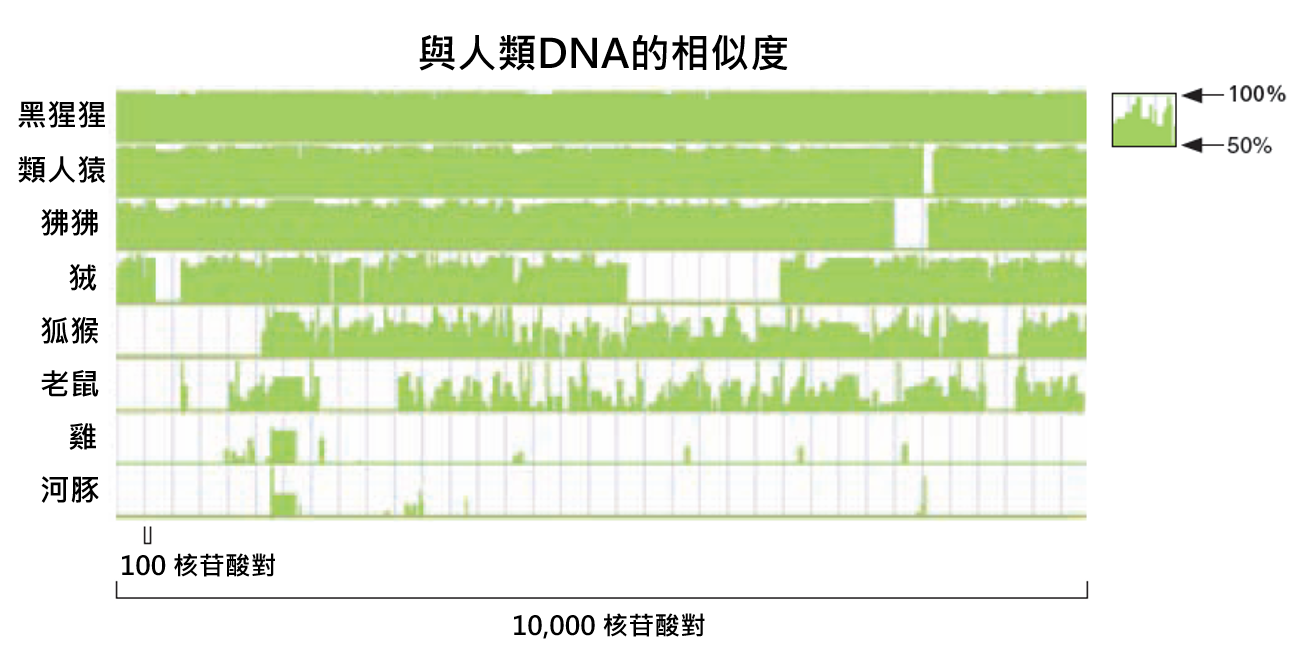 與人類DNA的相似度
100%
50%
黑猩猩
類人猿
狒狒
狨
狐猴
老鼠
雞
河豚
100 核苷酸對
10,000 核苷酸對